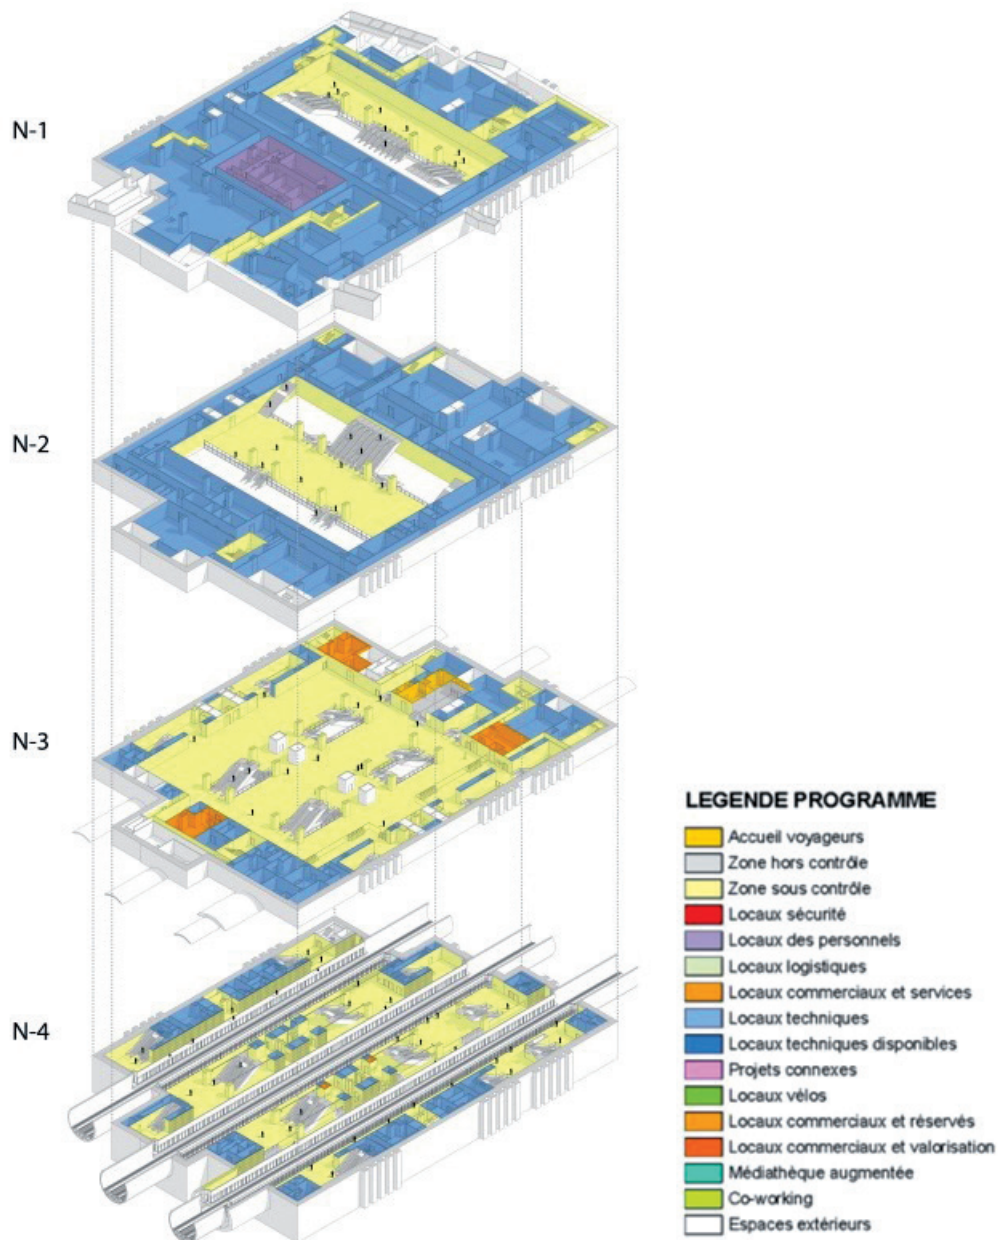 N-1
N-2
N-3
N-4
LEGENDE PROGRAMME
Accueil voyageurs
Zone hors contrôle
Zone sous contrôle
Locaux sécurité
Locaux des personnels
Locaux logistiques
Locaux commerciaux et services
Locaux techniques
Locaux techniques disponibles
Projets connexes
Locaux vélos
Locaux commerciaux et réservés
Locaux commerciaux et valorisation
Médiathèque augmentée
Co-working
Espaces extérieurs